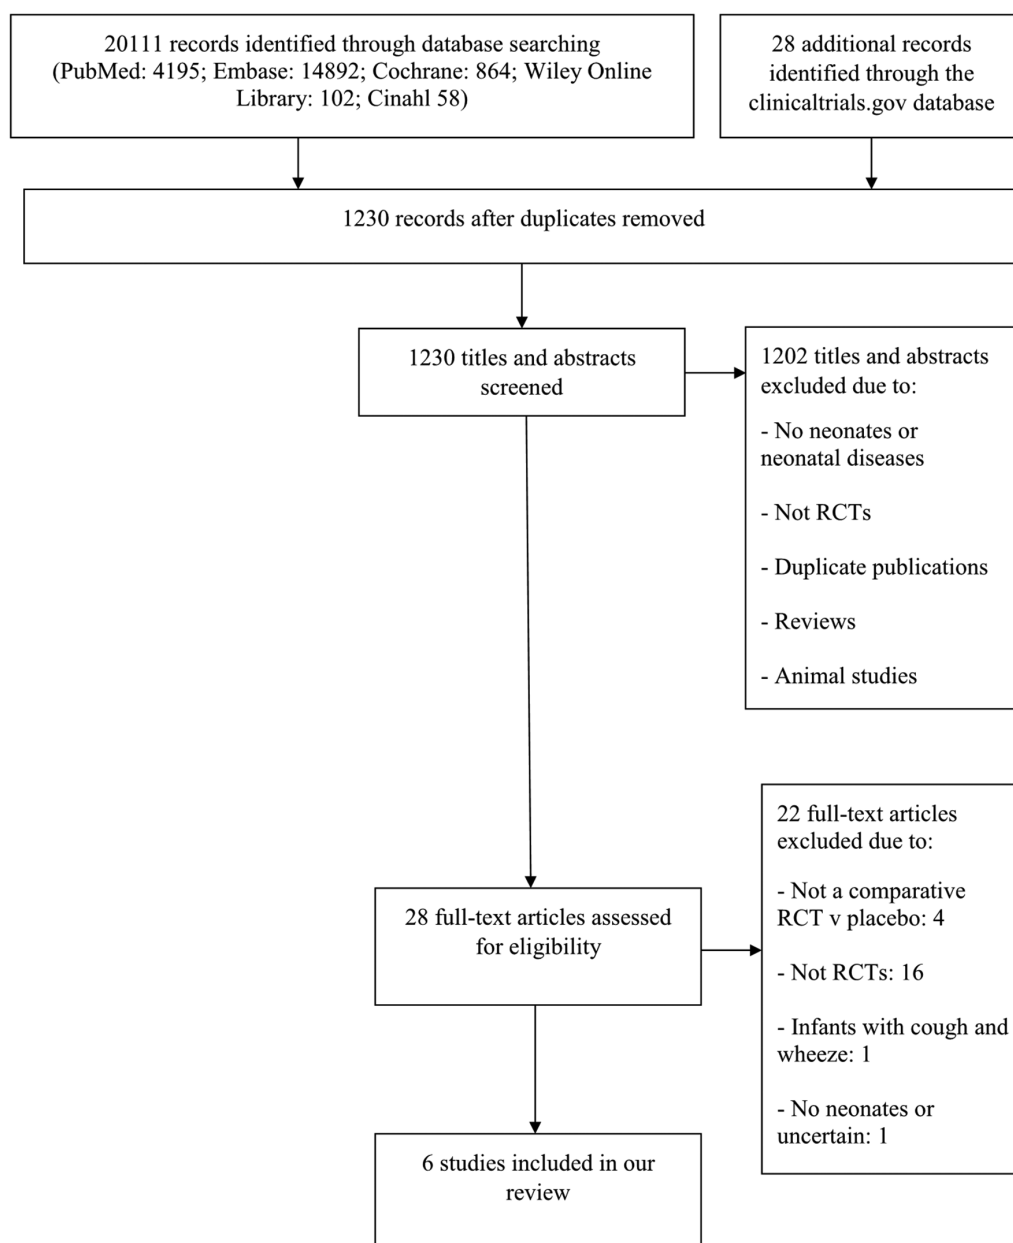 20111 records identified through database searching
(PubMed: 4195; Embase: 14892; Cochrane: 864; Wiley Online
Library: 102; Cinahl 58)
28 additional records
identified through the
clinicaltrials.gov database
1230 records after duplicates removed
1230 titles and abstracts
screened
1202 titles and abstracts
excluded due to:
- No neonates or
neonatal diseases
- Not RCTs
- Duplicate publications
- Reviews
- Animal studies
28 full-text articles assessed
for eligibility
22 full-text articles
excluded due to:
- Not a comparative
RCT v placebo: 4
- Not RCTs: 16
- Infants with cough and
wheeze: 1
- No neonates or
uncertain: 1
6 studies included in our
review